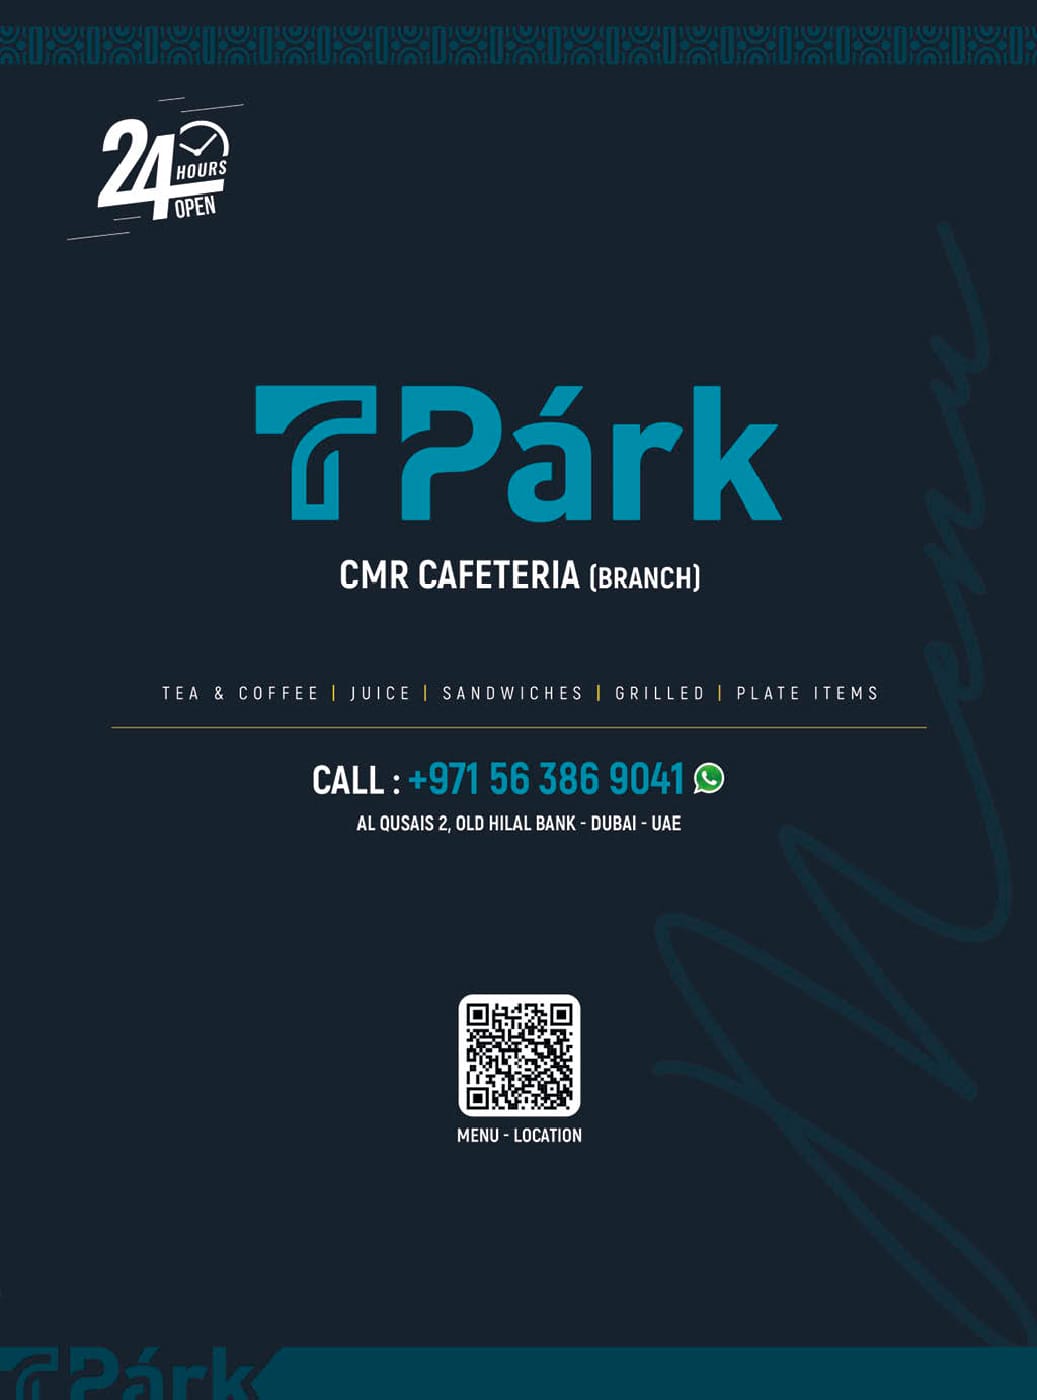 24
HOURS
OPEN
T Párk
CMR CAFETERIA (BRANCH)
TEA & COFFEE | JUICE | SANDWICHES | GRILLED | PLATE ITEMS
CALL : +971 56 386 9041
AL QUSAIS 2, OLD HILAL BANK - DUBAI - UAE
Menu
MENU - LOCATION
T Párk